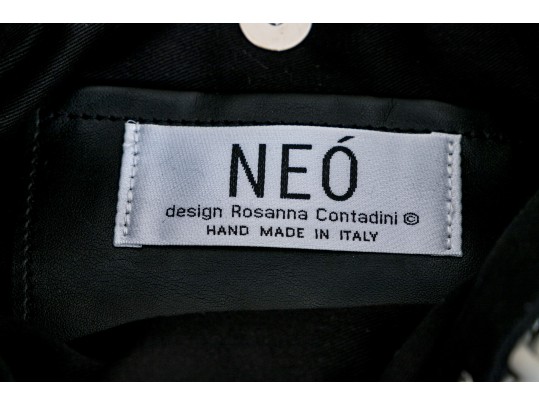 NEÓ
design Rosanna Contadini ©
HAND MADE IN ITALY